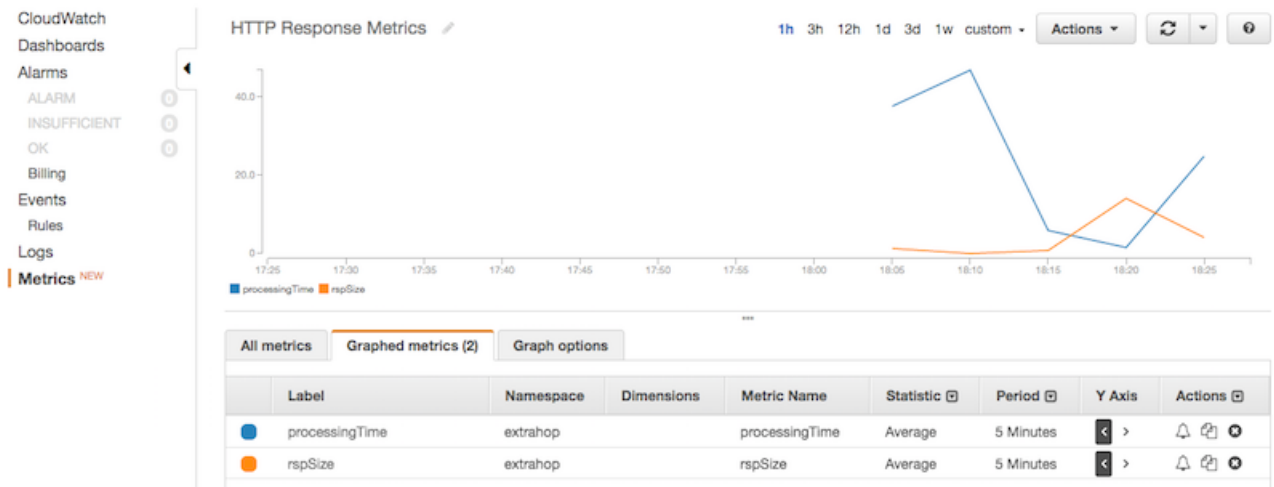 CloudWatch
Dashboards
Alarms
ALARM 0
INSUFFICIENT 0
OK 0
Billing
Events
Rules
Logs
Metrics NEW
HTTP Response Metrics
1h 3h 12h 1d 3d 1w custom Actions
40.0
20.0
0
17:25 17:30 17:35 17:40 17:45 17:50 17:55 18:00 18:05 18:10 18:15 18:20 18:25
processingTime rspSize
All metrics Graphed metrics (2) Graph options
Label Namespace Dimensions Metric Name Statistic Period Y Axis Actions
processingTime extrahop processingTime Average 5 Minutes < >
rspSize extrahop rspSize Average 5 Minutes < >